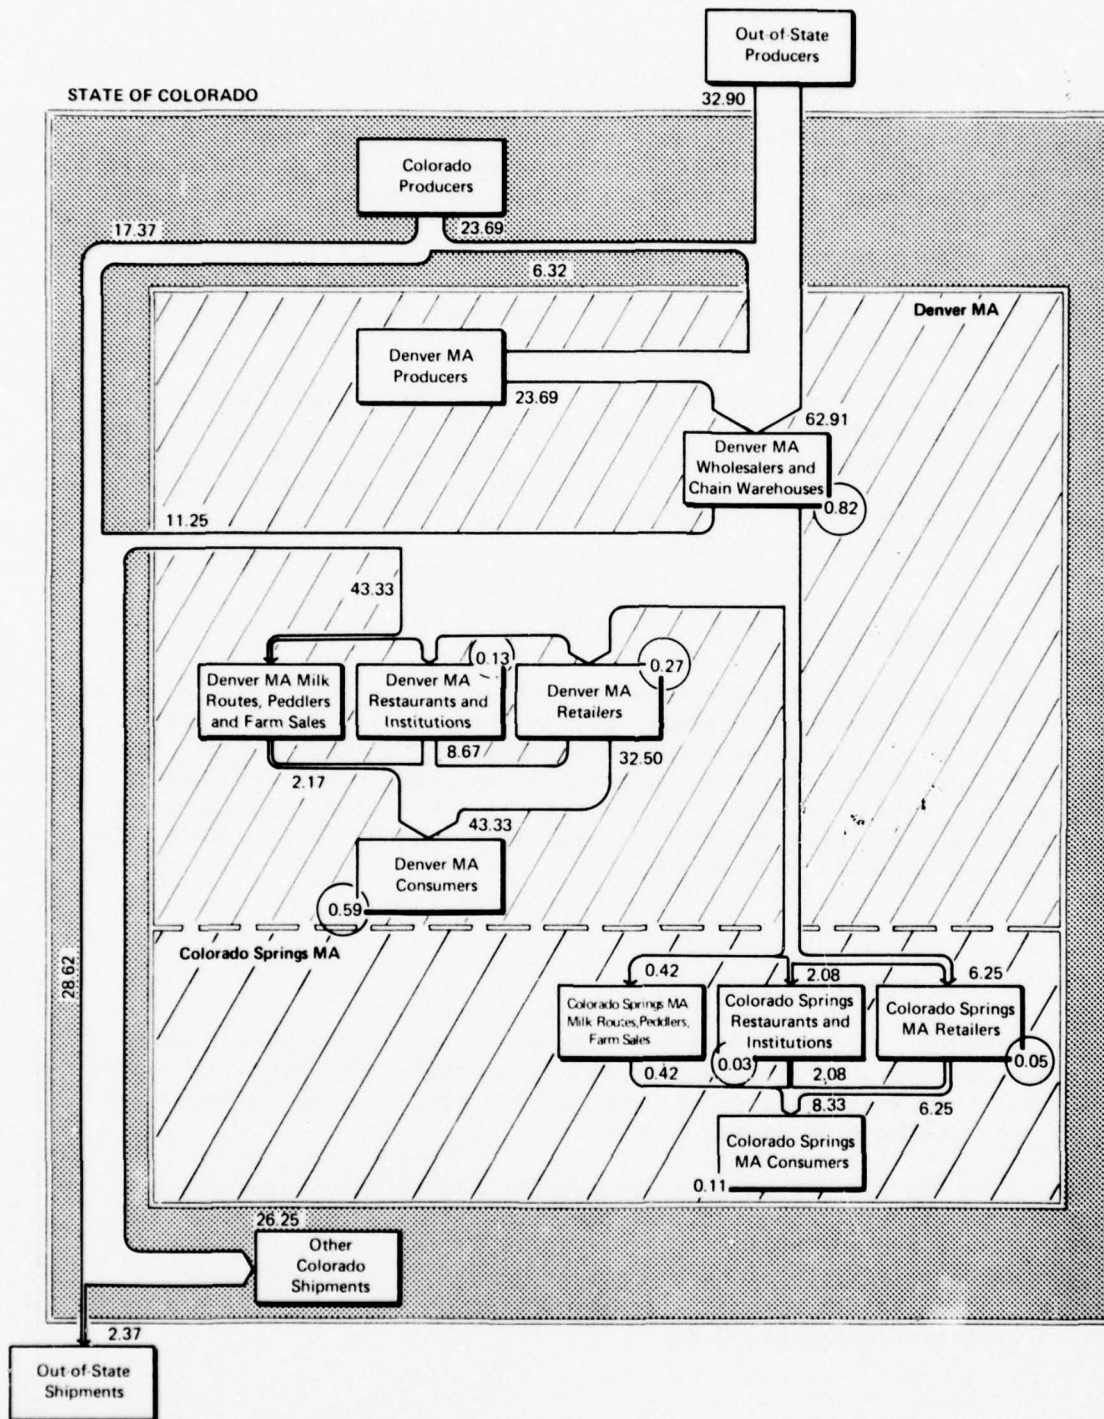 Out-of-State
Producers
32.90
STATE OF COLORADO
Colorado
Producers
17.37
23.69
6.32
Denver MA
Denver MA
Producers
23.69
62.91
Denver MA
Wholesalers and
Chain Warehouses
0.82
11.25
43.33
0.13
0.27
Denver MA Milk
Routes, Peddlers
and Farm Sales
Denver MA
Restaurants and
Institutions
Denver MA
Retailers
8.67
32.50
2.17
43.33
Denver MA
Consumers
0.59
Colorado Springs MA
28.62
0.42
2.08
6.25
Colorado Springs MA
Milk Routes, Peddlers,
Farm Sales
Colorado Springs
Restaurants and
Institutions
Colorado Springs
MA Retailers
0.03
0.05
0.42
2.08
8.33
6.25
Colorado Springs
MA Consumers
0.11
26.25
Other
Colorado
Shipments
2.37
Out-of-State
Shipments